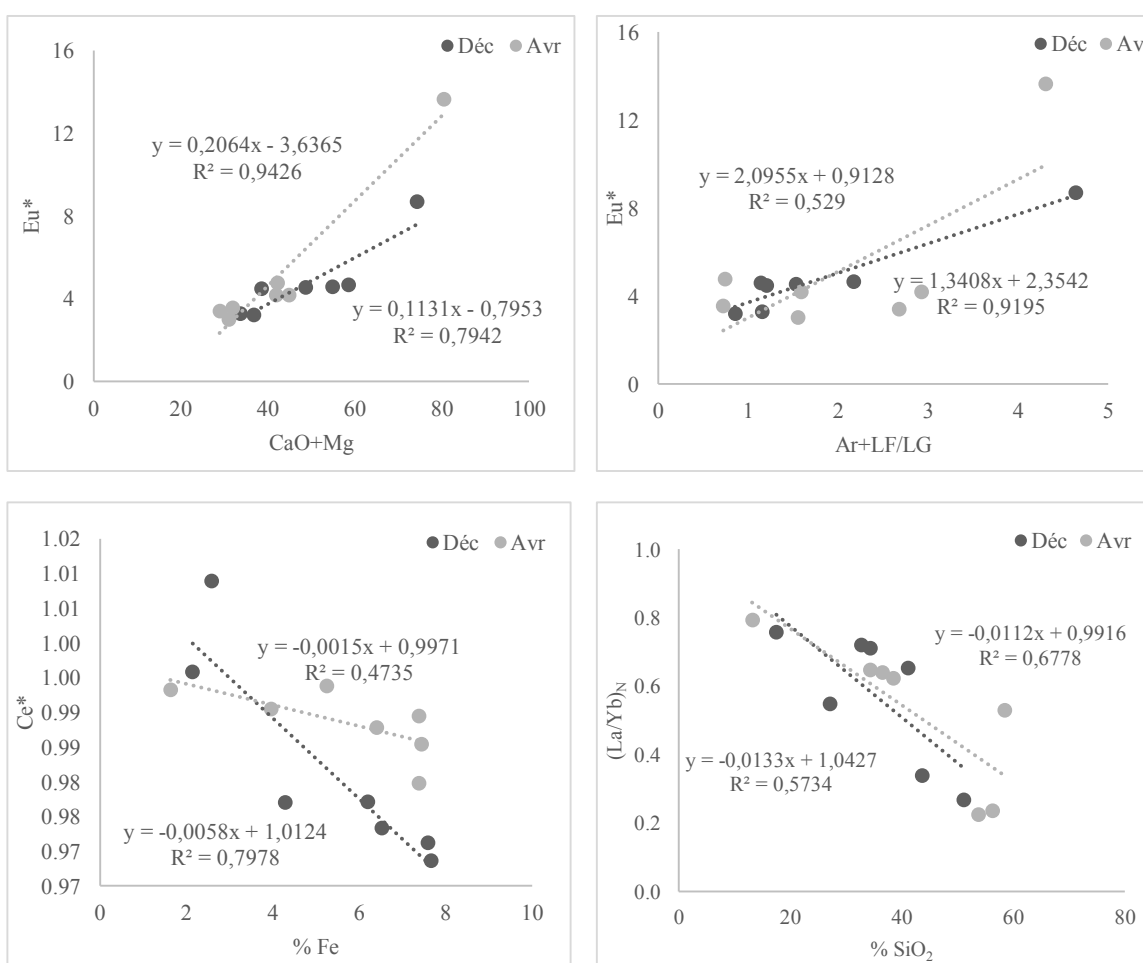 Déc Avr
16
12
8
4
0
Eu*
y = 0,2064x - 3,6365
R² = 0,9426
y = 0,1131x - 0,7953
R² = 0,7942
0 20 40 60 80 100
CaO+Mg
Déc Av
16
12
8
4
0
Eu*
y = 2,0955x + 0,9128
R² = 0,529
y = 1,3408x + 2,3542
R² = 0,9195
0 1 2 3 4 5
Ar+LF/LG
Déc Avr
1.02
1.01
1.01
1.00
1.00
0.99
0.99
0.98
0.98
0.97
0.97
Ce*
y = -0,0015x + 0,9971
R² = 0,4735
y = -0,0058x + 1,0124
R² = 0,7978
0 2 4 6 8 10
% Fe
Déc Avr
1.0
0.8
0.6
0.4
0.2
0.0
(La/Yb)N
y = -0,0112x + 0,9916
R² = 0,6778
y = -0,0133x + 1,0427
R² = 0,5734
0 20 40 60 80
% SiO₂